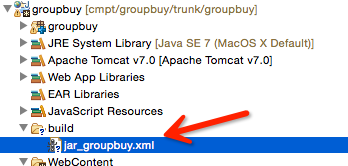 groupbuy [cmpt/groupbuy/trunk/groupbuy]
groupbuy
JRE System Library [Java SE 7 (MacOS X Default)]
Apache Tomcat v7.0 [Apache Tomcat v7.0]
Web App Libraries
EAR Libraries
JavaScript Resources
build
jar_groupbuy.xml
WebContent